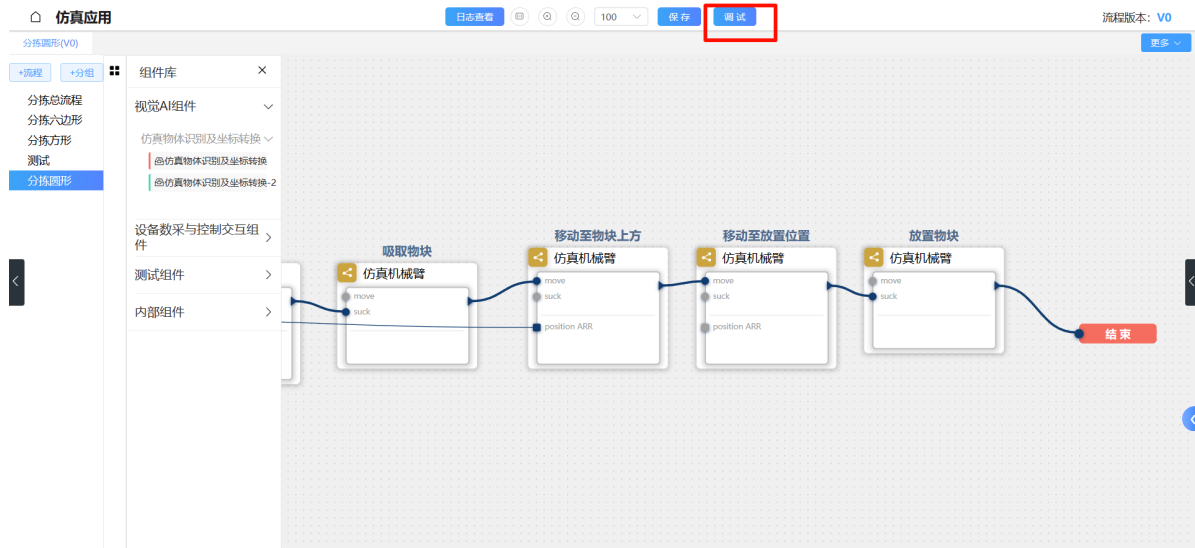 仿真应用
日志查看
100
保存
调试
流程版本: V0
分拣圆形(V0)
更多
+流程
+分组
组件库
分拣总流程
分拣六边形
分拣方形
测试
分拣圆形
视觉AI组件
仿真物体识别及坐标转换
仿真物体识别及坐标转换
仿真物体识别及坐标转换-2
设备数采与控制交互组
件
测试组件
内部组件
吸取物块
仿真机械臂
move
suck
移动至物块上方
仿真机械臂
move
suck
position ARR
移动至放置位置
仿真机械臂
move
suck
position ARR
放置物块
仿真机械臂
move
suck
结束